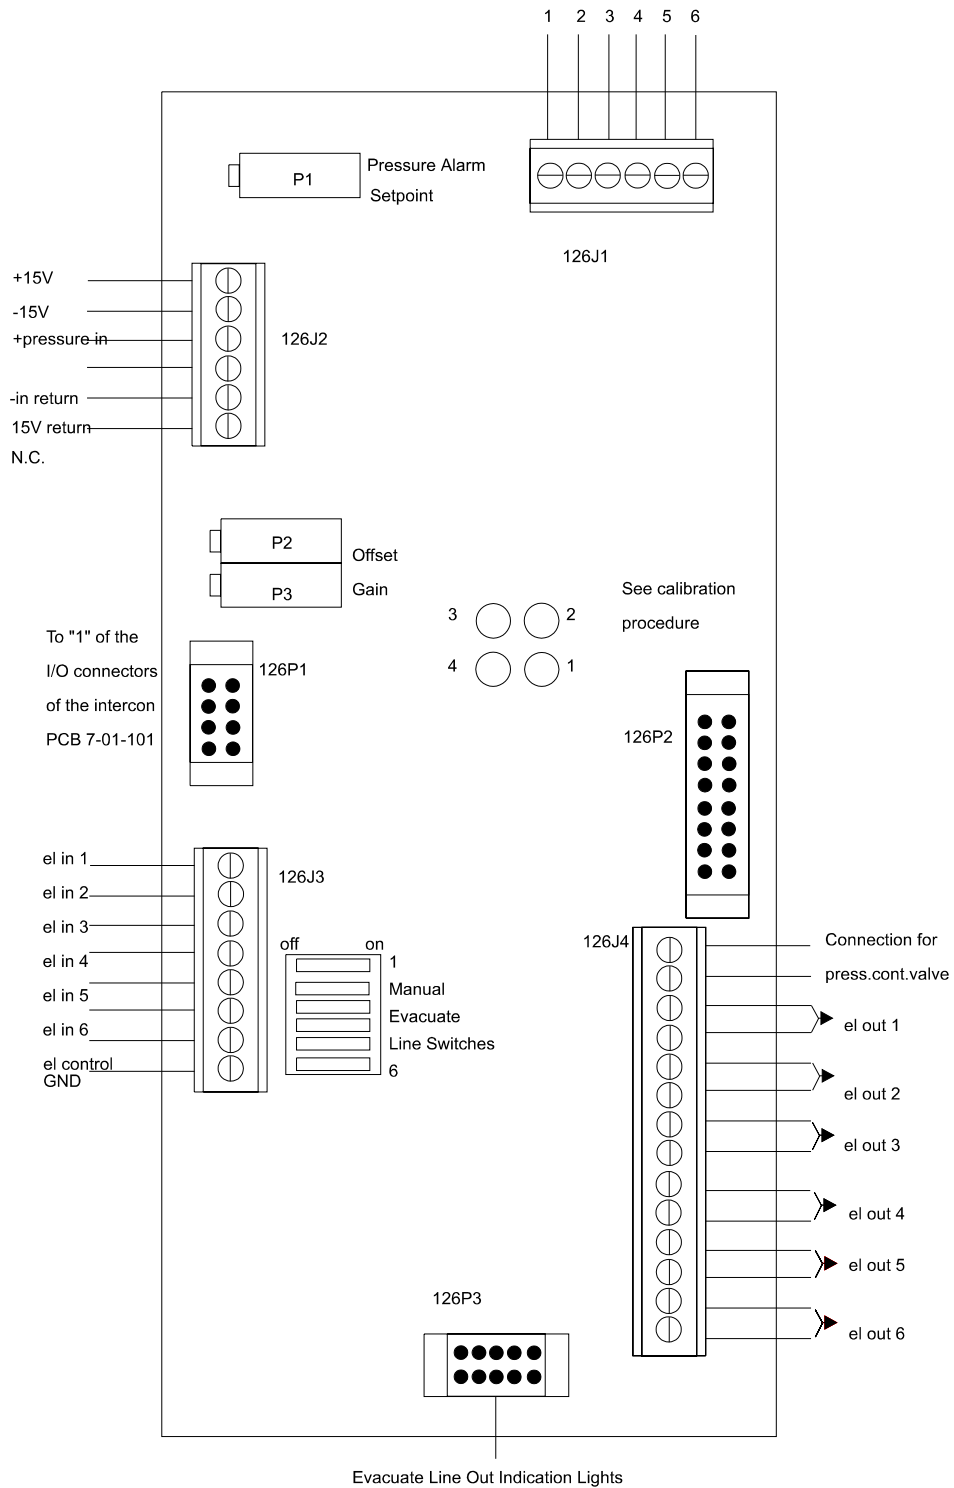 1 2 3 4 5 6
P1
Pressure Alarm
Setpoint
126J1
+15V
-15V
+pressure in
-in return
15V return
N.C.
126J2
P2
Offset
P3
Gain
See calibration
procedure
3
2
4
1
To "1" of the
I/O connectors
of the intercon
PCB 7-01-101
126P1
126P2
el in 1
el in 2
el in 3
el in 4
el in 5
el in 6
el control
GND
126J3
off on
1
Manual
Evacuate
Line Switches
6
126J4
Connection for
press.cont.valve
el out 1
el out 2
el out 3
el out 4
el out 5
el out 6
126P3
Evacuate Line Out Indication Lights